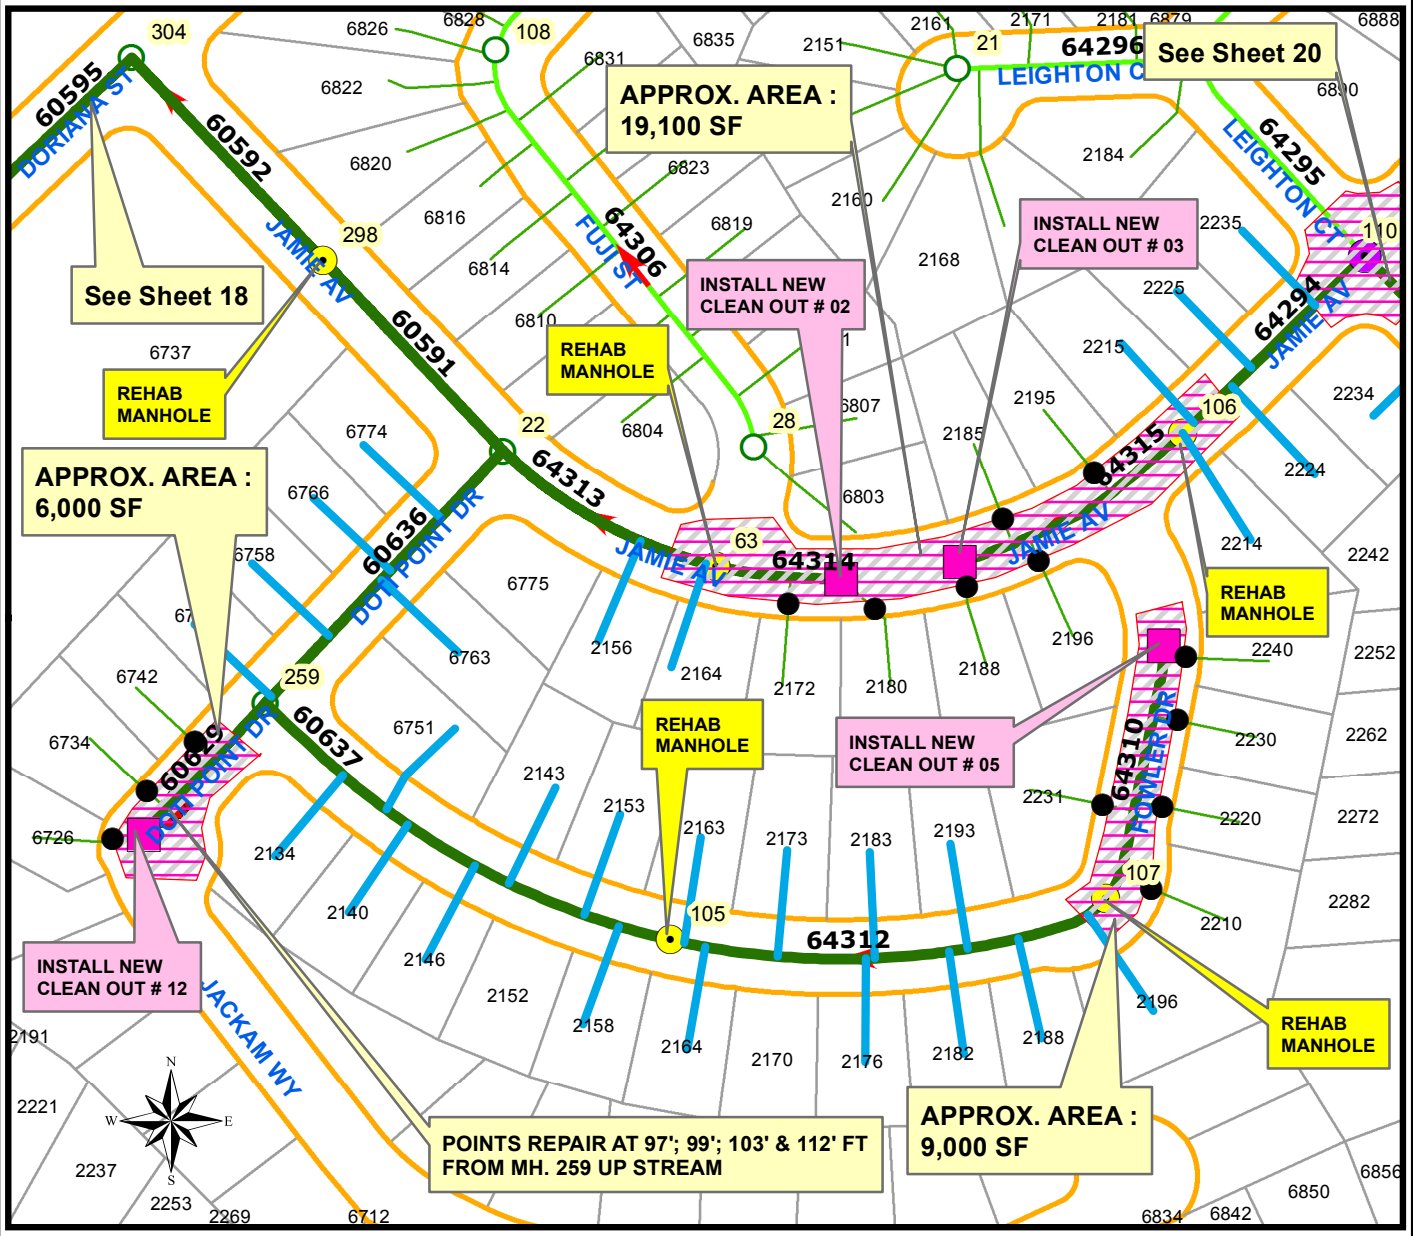 304
6826
6828
108
6831
6835
2161
2151
21
2171
2181
6879
64296
LEIGHTON C
See Sheet 20
6888
6890
60595
DORIANA ST
6822
60592
APPROX. AREA :
19,100 SF
64295
LEIGHTON CT
2184
6820
6823
2160
6816
6819
64306
FUJI ST
298
JAMIE AV
INSTALL NEW
CLEAN OUT # 03
2235
110
6814
2168
See Sheet 18
INSTALL NEW
CLEAN OUT # 02
2225
64294
JAMIE AV
6810
60591
6737
REHAB
MANHOLE
1
2215
REHAB
MANHOLE
2195
2234
6807
106
22
28
6804
6774
2185
64315
64313
2224
APPROX. AREA :
6,000 SF
6766
6803
60636
DOTI POINT DR
63
JAMIE AV
JAMIE AV
2214
6758
64314
2242
6775
REHAB
MANHOLE
67
2156
2196
2240
2252
6763
2164
2188
6742
259
2172
2180
60629
DOTI POINT DR
60637
6751
REHAB
MANHOLE
INSTALL NEW
CLEAN OUT # 05
64310
FOWLER DR
2230
2262
6734
2143
2153
2231
2220
2272
6726
2134
2163
2173
2183
2193
107
2282
2140
105
2210
64312
2146
INSTALL NEW
CLEAN OUT # 12
JACKAM WY
2152
2158
2164
2170
2176
2182
2188
2196
REHAB
MANHOLE
2191
N
W
E
S
2221
APPROX. AREA :
9,000 SF
POINTS REPAIR AT 97'; 99'; 103' & 112' FT
FROM MH. 259 UP STREAM
2237
2253
2269
6712
6834
6842
6850
6856